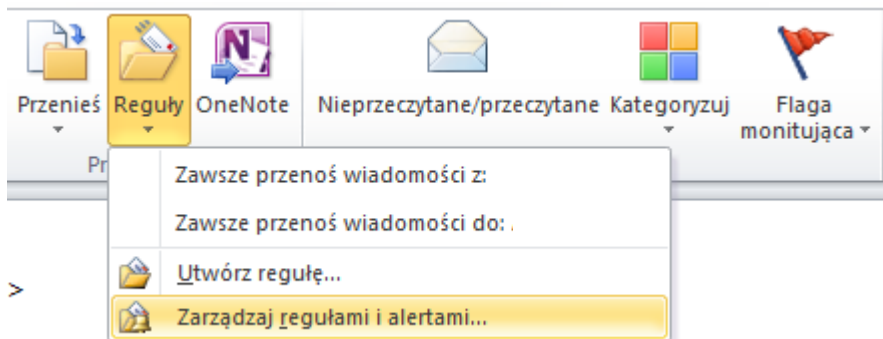 Przenieś Reguły OneNote Nieprzeczytane/przeczytane Kategoryzuj Flaga
monitująca
Pr
Zawsze przenoś wiadomości z:
Zawsze przenoś wiadomości do:
Utwórz regułę...
>
Zarządzaj regułami i alertami...